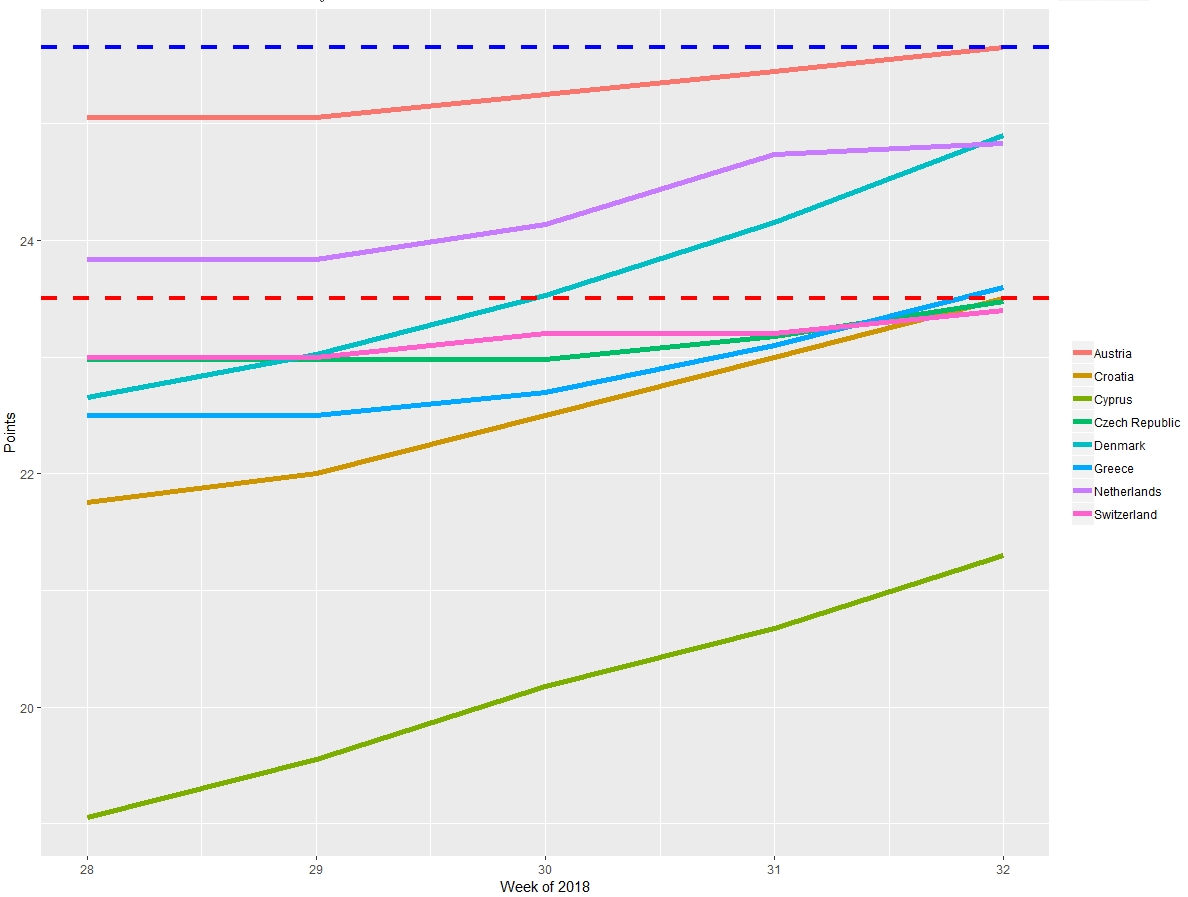 24
22
20
28
29
30
31
32
Points
Week of 2018
Austria
Croatia
Cyprus
Czech Republic
Denmark
Greece
Netherlands
Switzerland